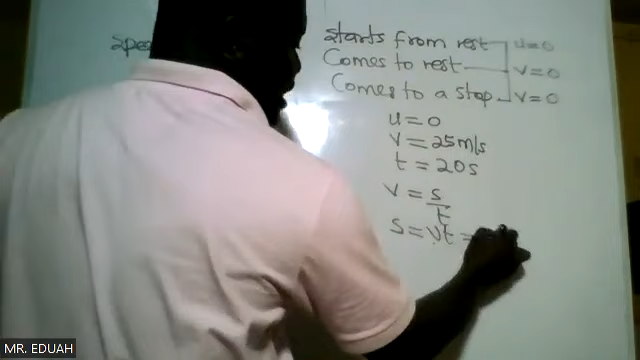 Spee
starts from rest u=0
Comes to rest v=0
Comes to a stop v=0
u=0
v=25m/s
t=20s
v=s/t
s=vt=
MR. EDUAH